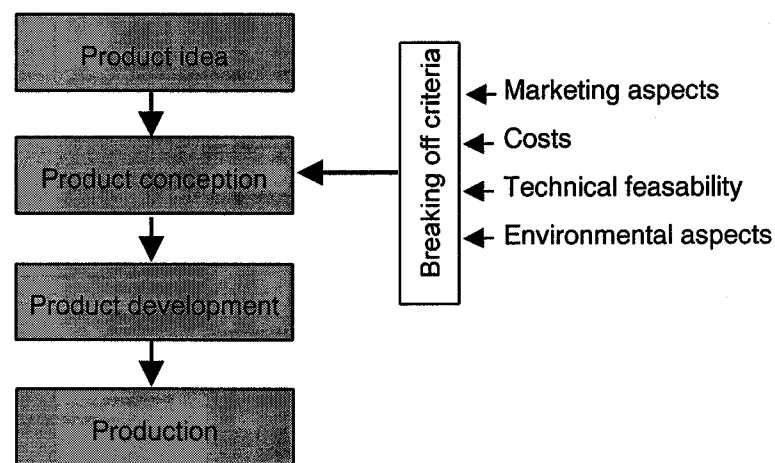 Product idea
Product conception
Product development
Production
Breaking off criteria
Marketing aspects
Costs
Technical feasability
Environmental aspects